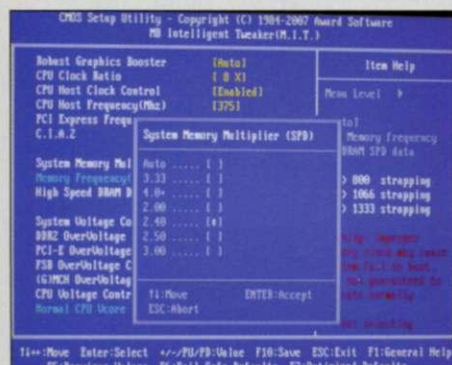 CMOS Setup Utility - Copyright (C) 1984-2007 Award Software
MB Intelligent Tweaker(M.I.T.)
Robust Graphics Booster [Auto]
CPU Clock Ratio [ 8 X]
CPU Host Clock Control [Enabled]
CPU Host Frequency(Mhz) [375]
PCI Express Frequ
C.I.A.2
System Memory Mul
Memory Frequency(
High Speed DRAM D
System Voltage Co
DDR2 OverVoltage
PCI-E OverVoltage
FSB OverVoltage C
(G)MCH OverVoltag
CPU Voltage Contr
Normal CPU Vcore
System Memory Multiplier (SPD)
Auto ..... [ ]
3.33 ..... [ ]
4.0+ ..... [ ]
2.00 ..... [ ]
2.40 ..... [▪]
2.50 ..... [ ]
3.00 ..... [ ]
↑↓:Move ENTER:Accept
ESC:Abort
Item Help
Menu Level ▸
to]
Memory frequency
DRAM SPD data
) 800 strapping
) 1066 strapping
) 1333 strapping
↑↓→←:Move Enter:Select +/-/PU/PD:Value F10:Save ESC:Exit F1:General Help